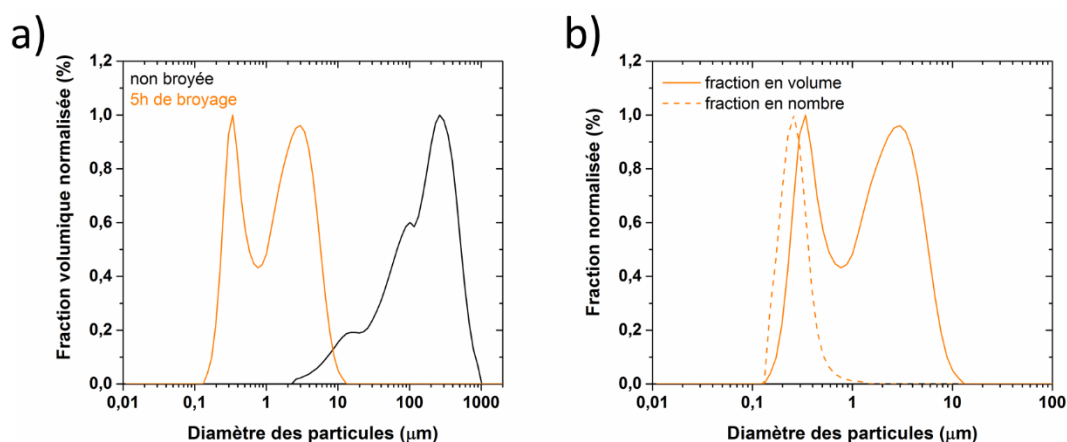 a)
1,2
1,0
0,8
0,6
0,4
0,2
0,0
Fraction volumique normalisée (%)
non broyée
5h de broyage
0,01 0,1 1 10 100 1000
Diamètre des particules (μm)
b)
1,2
1,0
0,8
0,6
0,4
0,2
0,0
Fraction normalisée (%)
fraction en volume
fraction en nombre
0,01 0,1 1 10 100
Diamètre des particules (μm)